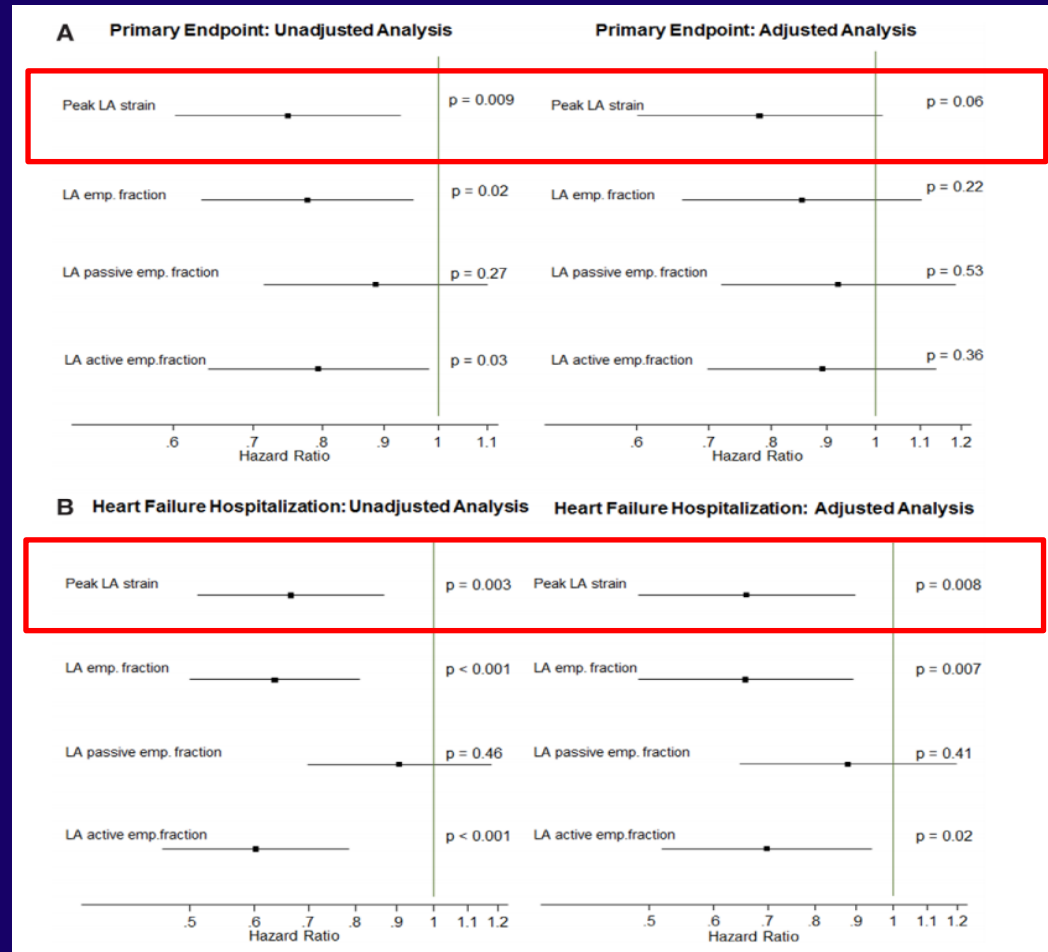 A Primary Endpoint: Unadjusted Analysis
Primary Endpoint: Adjusted Analysis
Peak LA strain
p = 0.009
Peak LA strain
p = 0.06
LA emp. fraction
p = 0.02
LA emp. fraction
p = 0.22
LA passive emp. fraction
p = 0.27
LA passive emp. fraction
p = 0.53
LA active emp.fraction
p = 0.03
LA active emp.fraction
p = 0.36
.6 .7 .8 .9 1 1.1
Hazard Ratio
.6 .7 .8 .9 1 1.1 1.2
Hazard Ratio
B Heart Failure Hospitalization: Unadjusted Analysis
Heart Failure Hospitalization: Adjusted Analysis
Peak LA strain
p = 0.003
Peak LA strain
p = 0.008
LA emp. fraction
p < 0.001
LA emp. fraction
p = 0.007
LA passive emp. fraction
p = 0.46
LA passive emp. fraction
p = 0.41
LA active emp.fraction
p < 0.001
LA active emp.fraction
p = 0.02
.5 .6 .7 .8 .9 1 1.1 1.2
Hazard Ratio
.5 .6 .7 .8 .9 1 1.1 1.2
Hazard Ratio